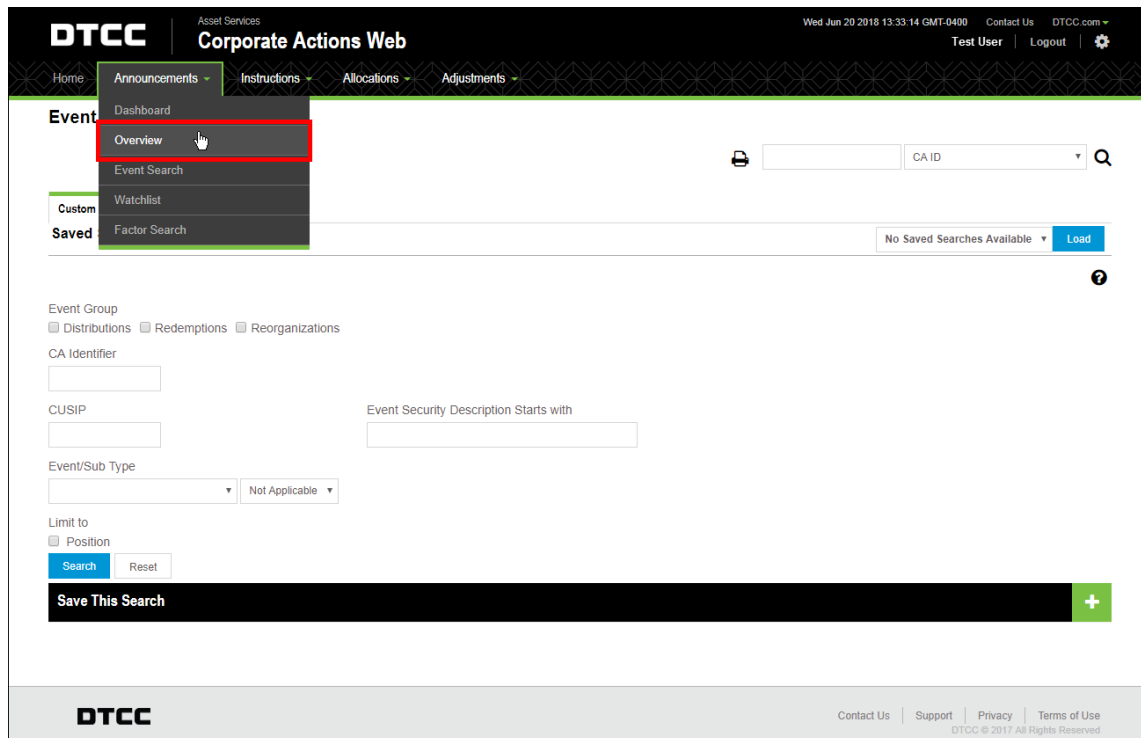 DTCC
Asset Services
Corporate Actions Web
Wed Jun 20 2018 13:33:14 GMT-0400 Contact Us DTCC.com
Test User Logout
Home Announcements Instructions Allocations Adjustments
Event
Dashboard
Overview
Event Search
Watchlist
Factor Search
CA ID
Custom
Saved
No Saved Searches Available Load
Event Group
Distributions Redemptions Reorganizations
CA Identifier
CUSIP Event Security Description Starts with
Event/Sub Type
Not Applicable
Limit to
Position
Search Reset
Save This Search
DTCC
Contact Us Support Privacy Terms of Use
DTCC © 2017 All Rights Reserved